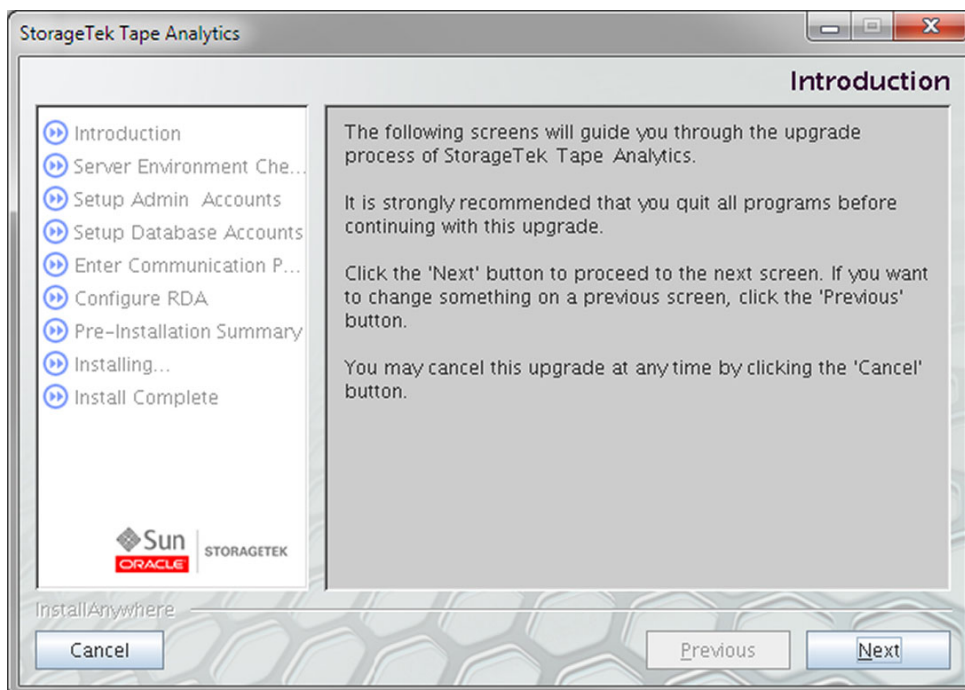 StorageTek Tape Analytics
Introduction
Introduction
Server Environment Che...
Setup Admin Accounts
Setup Database Accounts
Enter Communication P...
Configure RDA
Pre-Installation Summary
Installing...
Install Complete
Sun
ORACLE
STORAGETEK
The following screens will guide you through the upgrade
process of StorageTek Tape Analytics.
It is strongly recommended that you quit all programs before
continuing with this upgrade.
Click the 'Next' button to proceed to the next screen. If you want
to change something on a previous screen, click the 'Previous'
button.
You may cancel this upgrade at any time by clicking the 'Cancel'
button.
InstallAnywhere
Cancel
Previous
Next